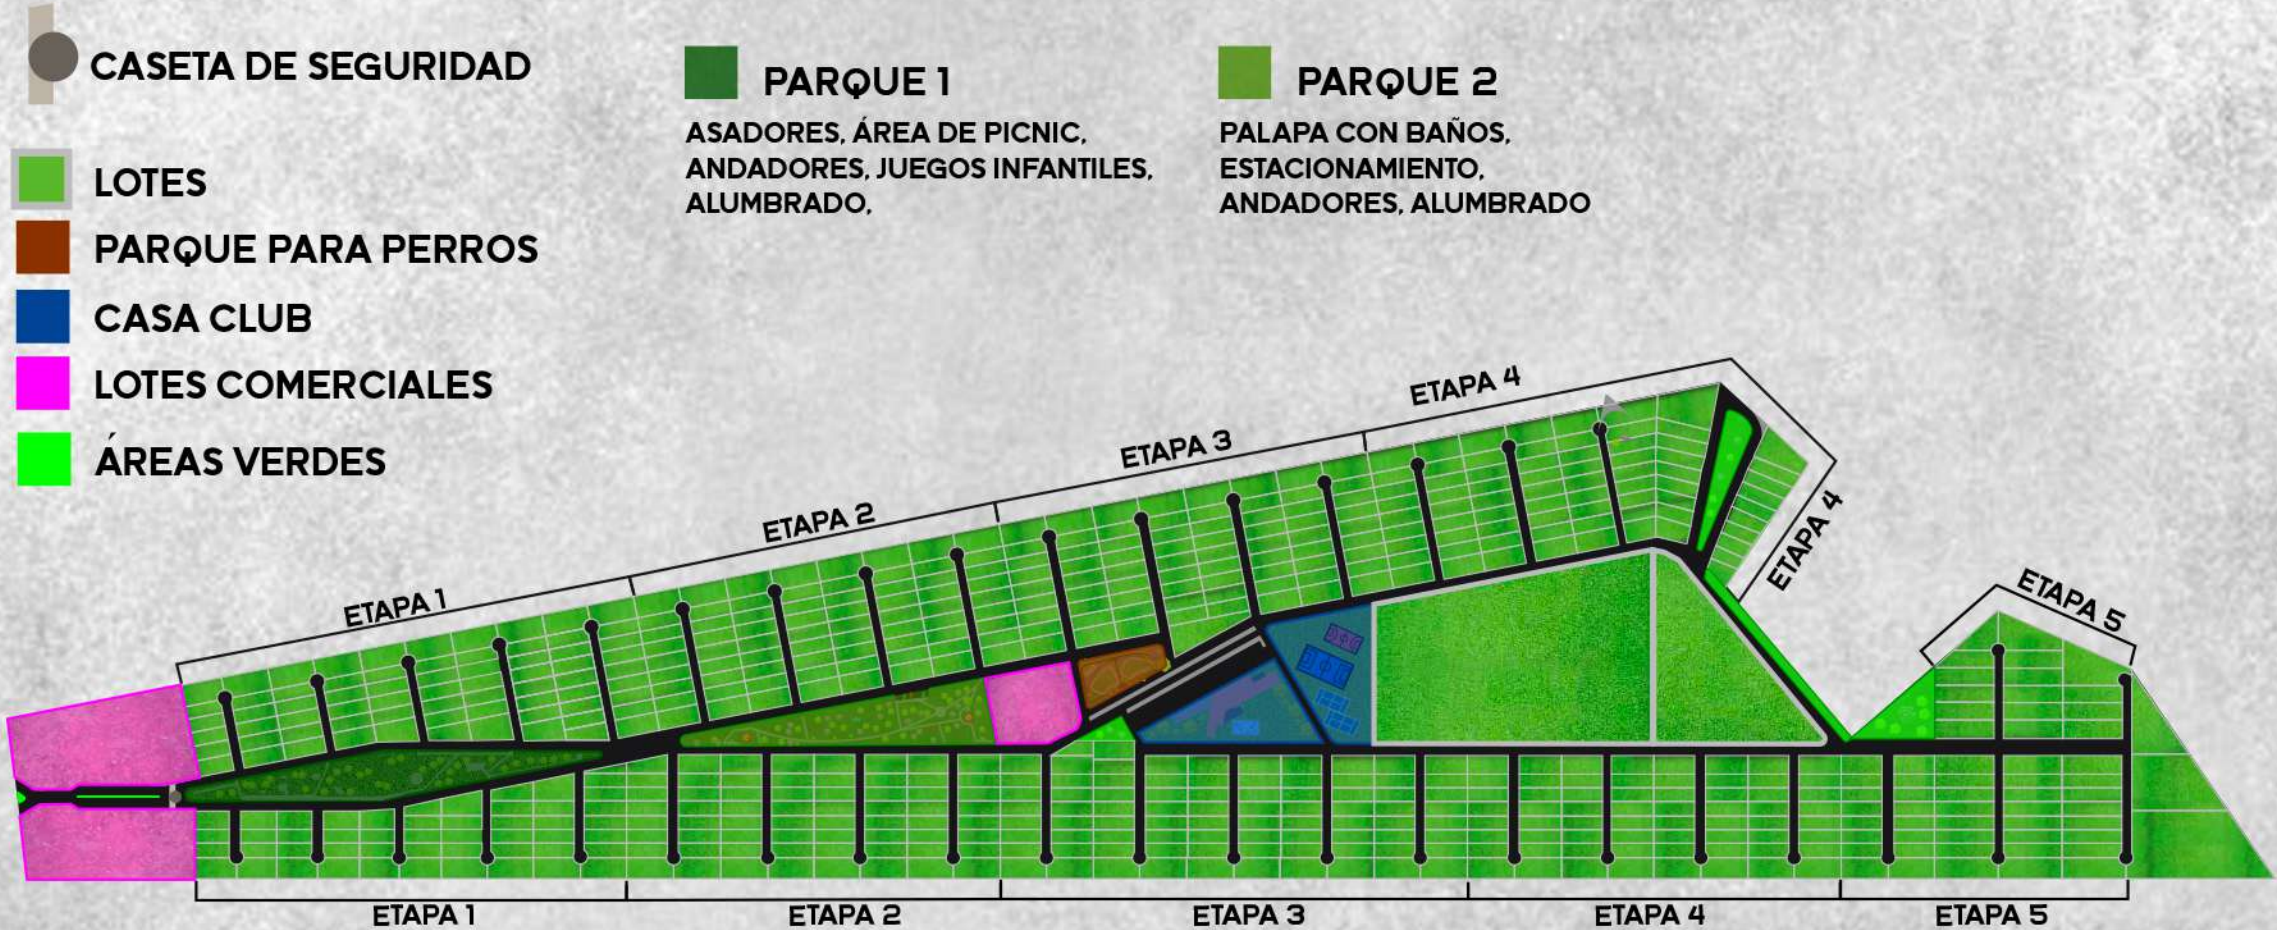 CASETA DE SEGURIDAD
LOTES
PARQUE PARA PERROS
CASA CLUB
LOTES COMERCIALES
ÁREAS VERDES
PARQUE 1
ASADORES, ÁREA DE PICNIC,
ANDADORES, JUEGOS INFANTILES,
ALUMBRADO,
PARQUE 2
PALAPA CON BAÑOS,
ESTACIONAMIENTO,
ANDADORES, ALUMBRADO
ETAPA 1
ETAPA 2
ETAPA 3
ETAPA 4
ETAPA 4
ETAPA 5
ETAPA 1
ETAPA 2
ETAPA 3
ETAPA 4
ETAPA 5